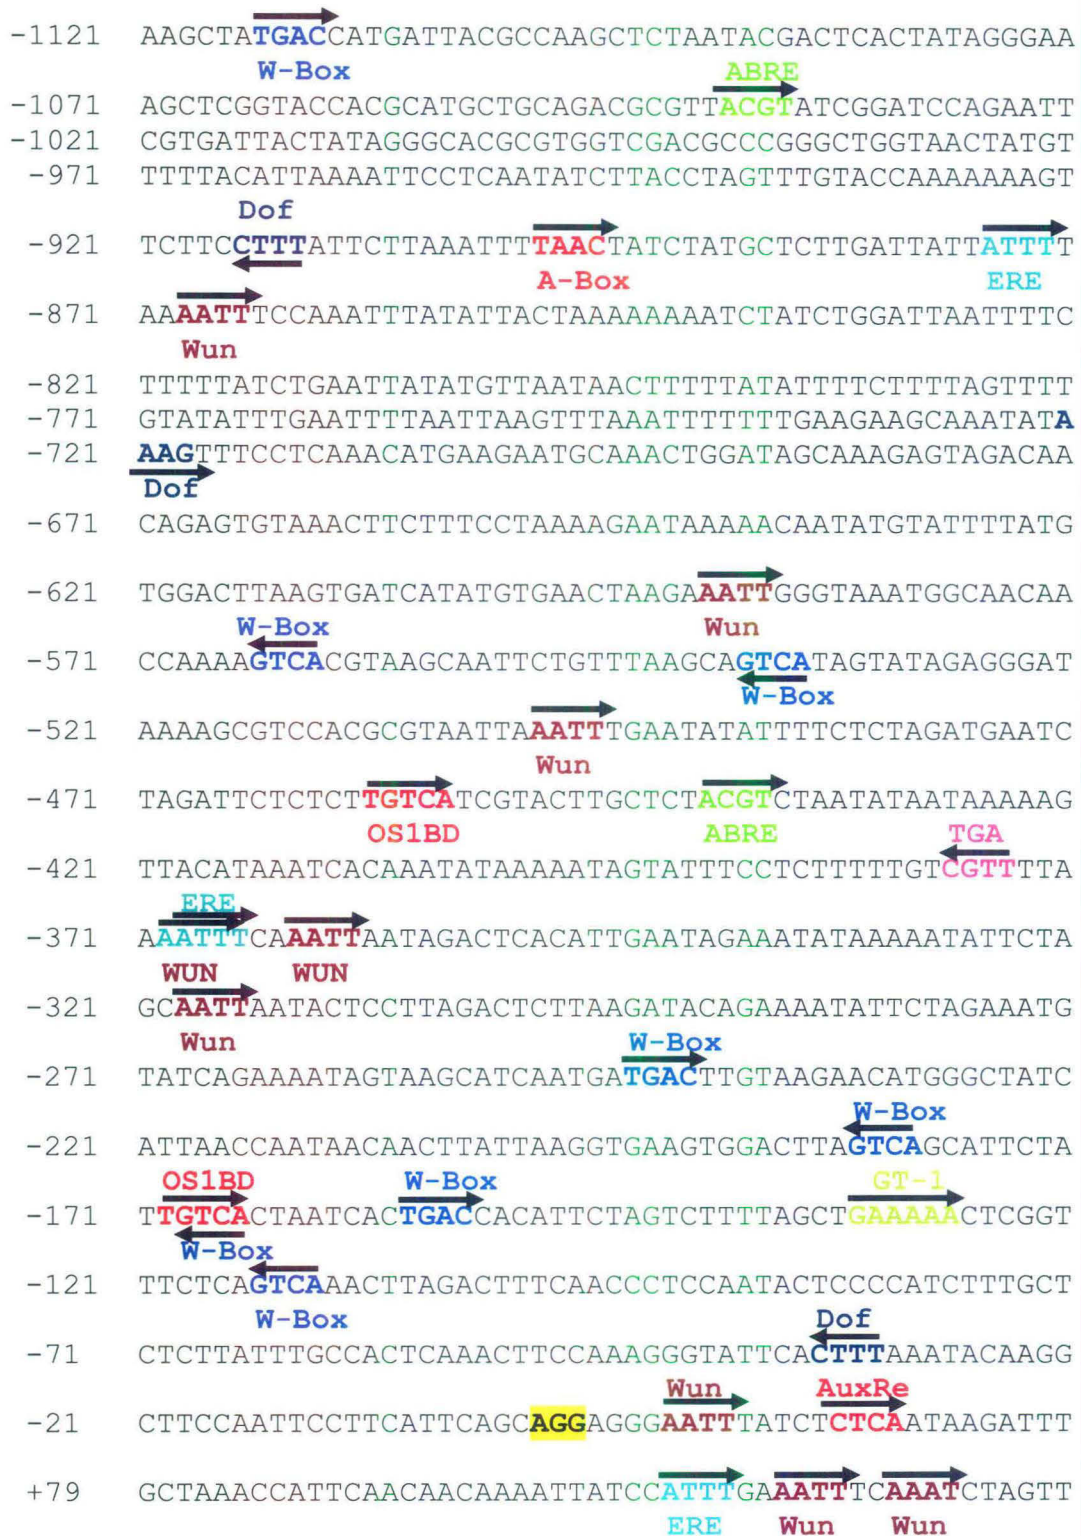 -1121 AAGCTATGACCATGATTACGCCAAGCTCTAATACGACTCACTATAGGGAA
W-Box ABRE
-1071 AGCTCGGTACCACGCATGCTGCAGACGCGTTACGTATCGGATCCAGAATT
-1021 CGTGATTACTATAGGGCACGCGTGGTCGACGCCCGGGCTGGTAACTATGT
-971 TTTTACATTAAAATTCCTCAATATCTTACCTAGTTTGTACCAAAAAAAGT
Dof
-921 TCTTCCTTTATTCTTAAATTTTAACTATCTATGCTCTTGATTATTATTTT
A-Box ERE
-871 AAAATTTCCAAATTTATATTACTAAAAAAAATCTATCTGGATTAATTTTC
Wun
-821 TTTTTATCTGAATTATATGTTAATAACTTTTTATATTTTCTTTTAGTTTT
-771 GTATATTTGAATTTTAATTAAGTTTAAATTTTTTTGAAGAAGCAAATATA
-721 AAGTTTCCTCAAACATGAAGAATGCAAACTGGATAGCAAAGAGTAGACAA
Dof
-671 CAGAGTGTAAACTTCTTTCCTAAAAGAATAAAAACAATATGTATTTTATG
-621 TGGACTTAAGTGATCATATGTGAACTAAGAAATTGGGTAAATGGCAACAA
W-Box Wun
-571 CCAAAAGTCACGTAAGCAATTCTGTTTAAGCAGTCATAGTATAGAGGGAT
W-Box
-521 AAAAGCGTCCACGCGTAATTAAATTTGAATATATTTTCTCTAGATGAATC
Wun
-471 TAGATTCTCTCTTGTCATCGTACTTGCTCTACGTCTAATATAATAAAAAG
OS1BD ABRE TGA
-421 TTACATAAATCACAAATATAAAAATAGTATTTCCTCTTTTTGTCGTTTTA
ERE
-371 AAATTTCAAATTAATAGACTCACATTGAATAGAAATATAAAAATATTCTA
WUN WUN
-321 GCAATTAATACTCCTTAGACTCTTAAGATACAGAAAATATTCTAGAAATG
Wun W-Box
-271 TATCAGAAAATAGTAAGCATCAATGATGACTTGTAAGAACATGGGCTATC
W-Box
-221 ATTAACCAATAACAACTTATTAAGGTGAAGTGGACTTAGTCAGCATTCTA
OS1BD W-Box GT-1
-171 TTGTCACTAATCACTGACCACATTCTAGTCTTTTAGCTGAAAAACTCGGT
W-Box
-121 TTCTCAGTCAAACTTAGACTTTCAACCCTCCAATACTCCCCATCTTTGCT
W-Box Dof
-71 CTCTTATTTGCCACTCAAACTTCCAAAGGGTATTCACTTTAAATACAAGG
Wun AuxRe
-21 CTTCCAATTCCTTCATTCAGCAGGAGGGAATTTATCTCTCAATAAGATTT
+79 GCTAAACCATTCAACAACAAAATTATCCATTTGAAATTTCAAATCTAGTT
ERE Wun Wun